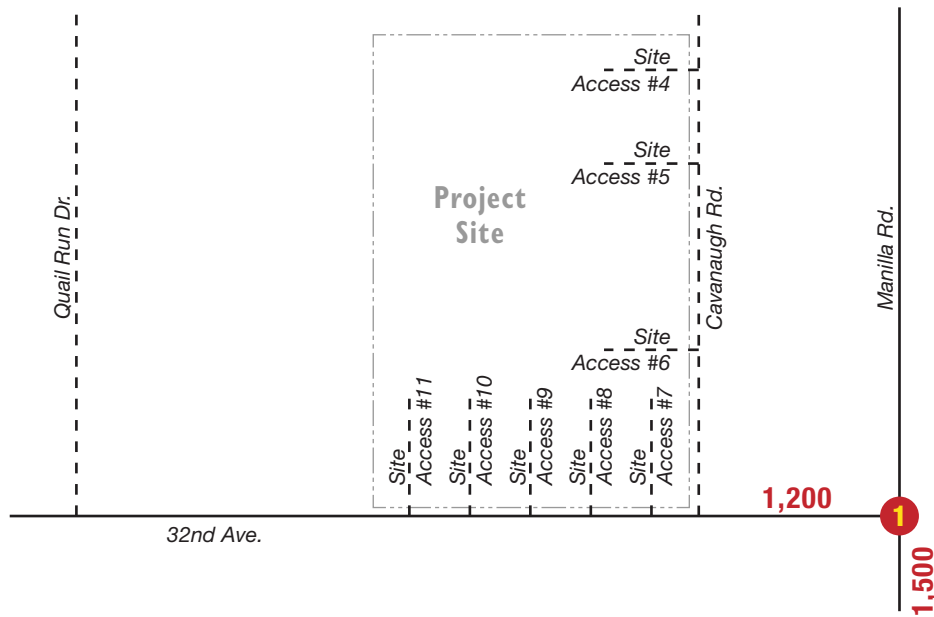 Site
Access #4
Site
Access #5
Project
Site
Quail Run Dr.
Cavanaugh Rd.
Manilla Rd.
Site
Access #6
Site
Access #11
Site
Access #10
Site
Access #9
Site
Access #8
Site
Access #7
1,200
1
32nd Ave.
1,500